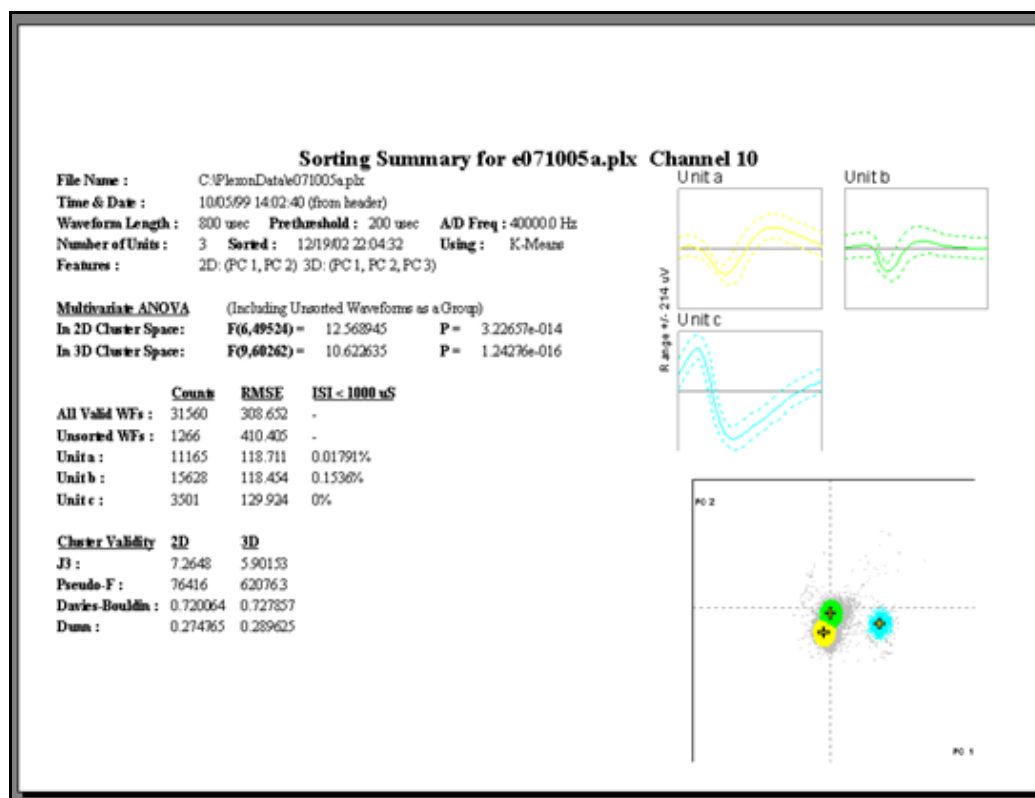 Sorting Summary for e071005a.plx Channel 10
File Name : C:\PlexonData\e071005a.plx
Time & Date : 10/05/99 14:02:40 (from header)
Waveform Length : 800 usec Prethreshold : 200 usec A/D Freq : 40000.0 Hz
Number of Units : 3 Sorted : 12/19/02 22:04:32 Using : K-Means
Features : 2D: (PC 1, PC 2) 3D: (PC 1, PC 2, PC 3)
Multivariate ANOVA (Including Unsorted Waveforms as a Group)
In 2D Cluster Space: F(6,49524) = 12.568945 P = 3.22657e-014
In 3D Cluster Space: F(9,60262) = 10.622635 P = 1.24276e-016
Counts RMSE ISI < 1000 uS
All Valid WFs : 31560 308.652 -
Unsorted WFs : 1266 410.405 -
Unit a : 11165 118.711 0.01791%
Unit b : 15628 118.454 0.1536%
Unit c : 3501 129.924 0%
Cluster Validity 2D 3D
J3 : 7.2648 5.90153
Pseudo-F : 76416 62076.3
Davies-Bouldin : 0.720064 0.727857
Dunn : 0.274765 0.289625
Unit a
Unit b
Unit c
Range +/- 214 uV
PC 2
PC 1